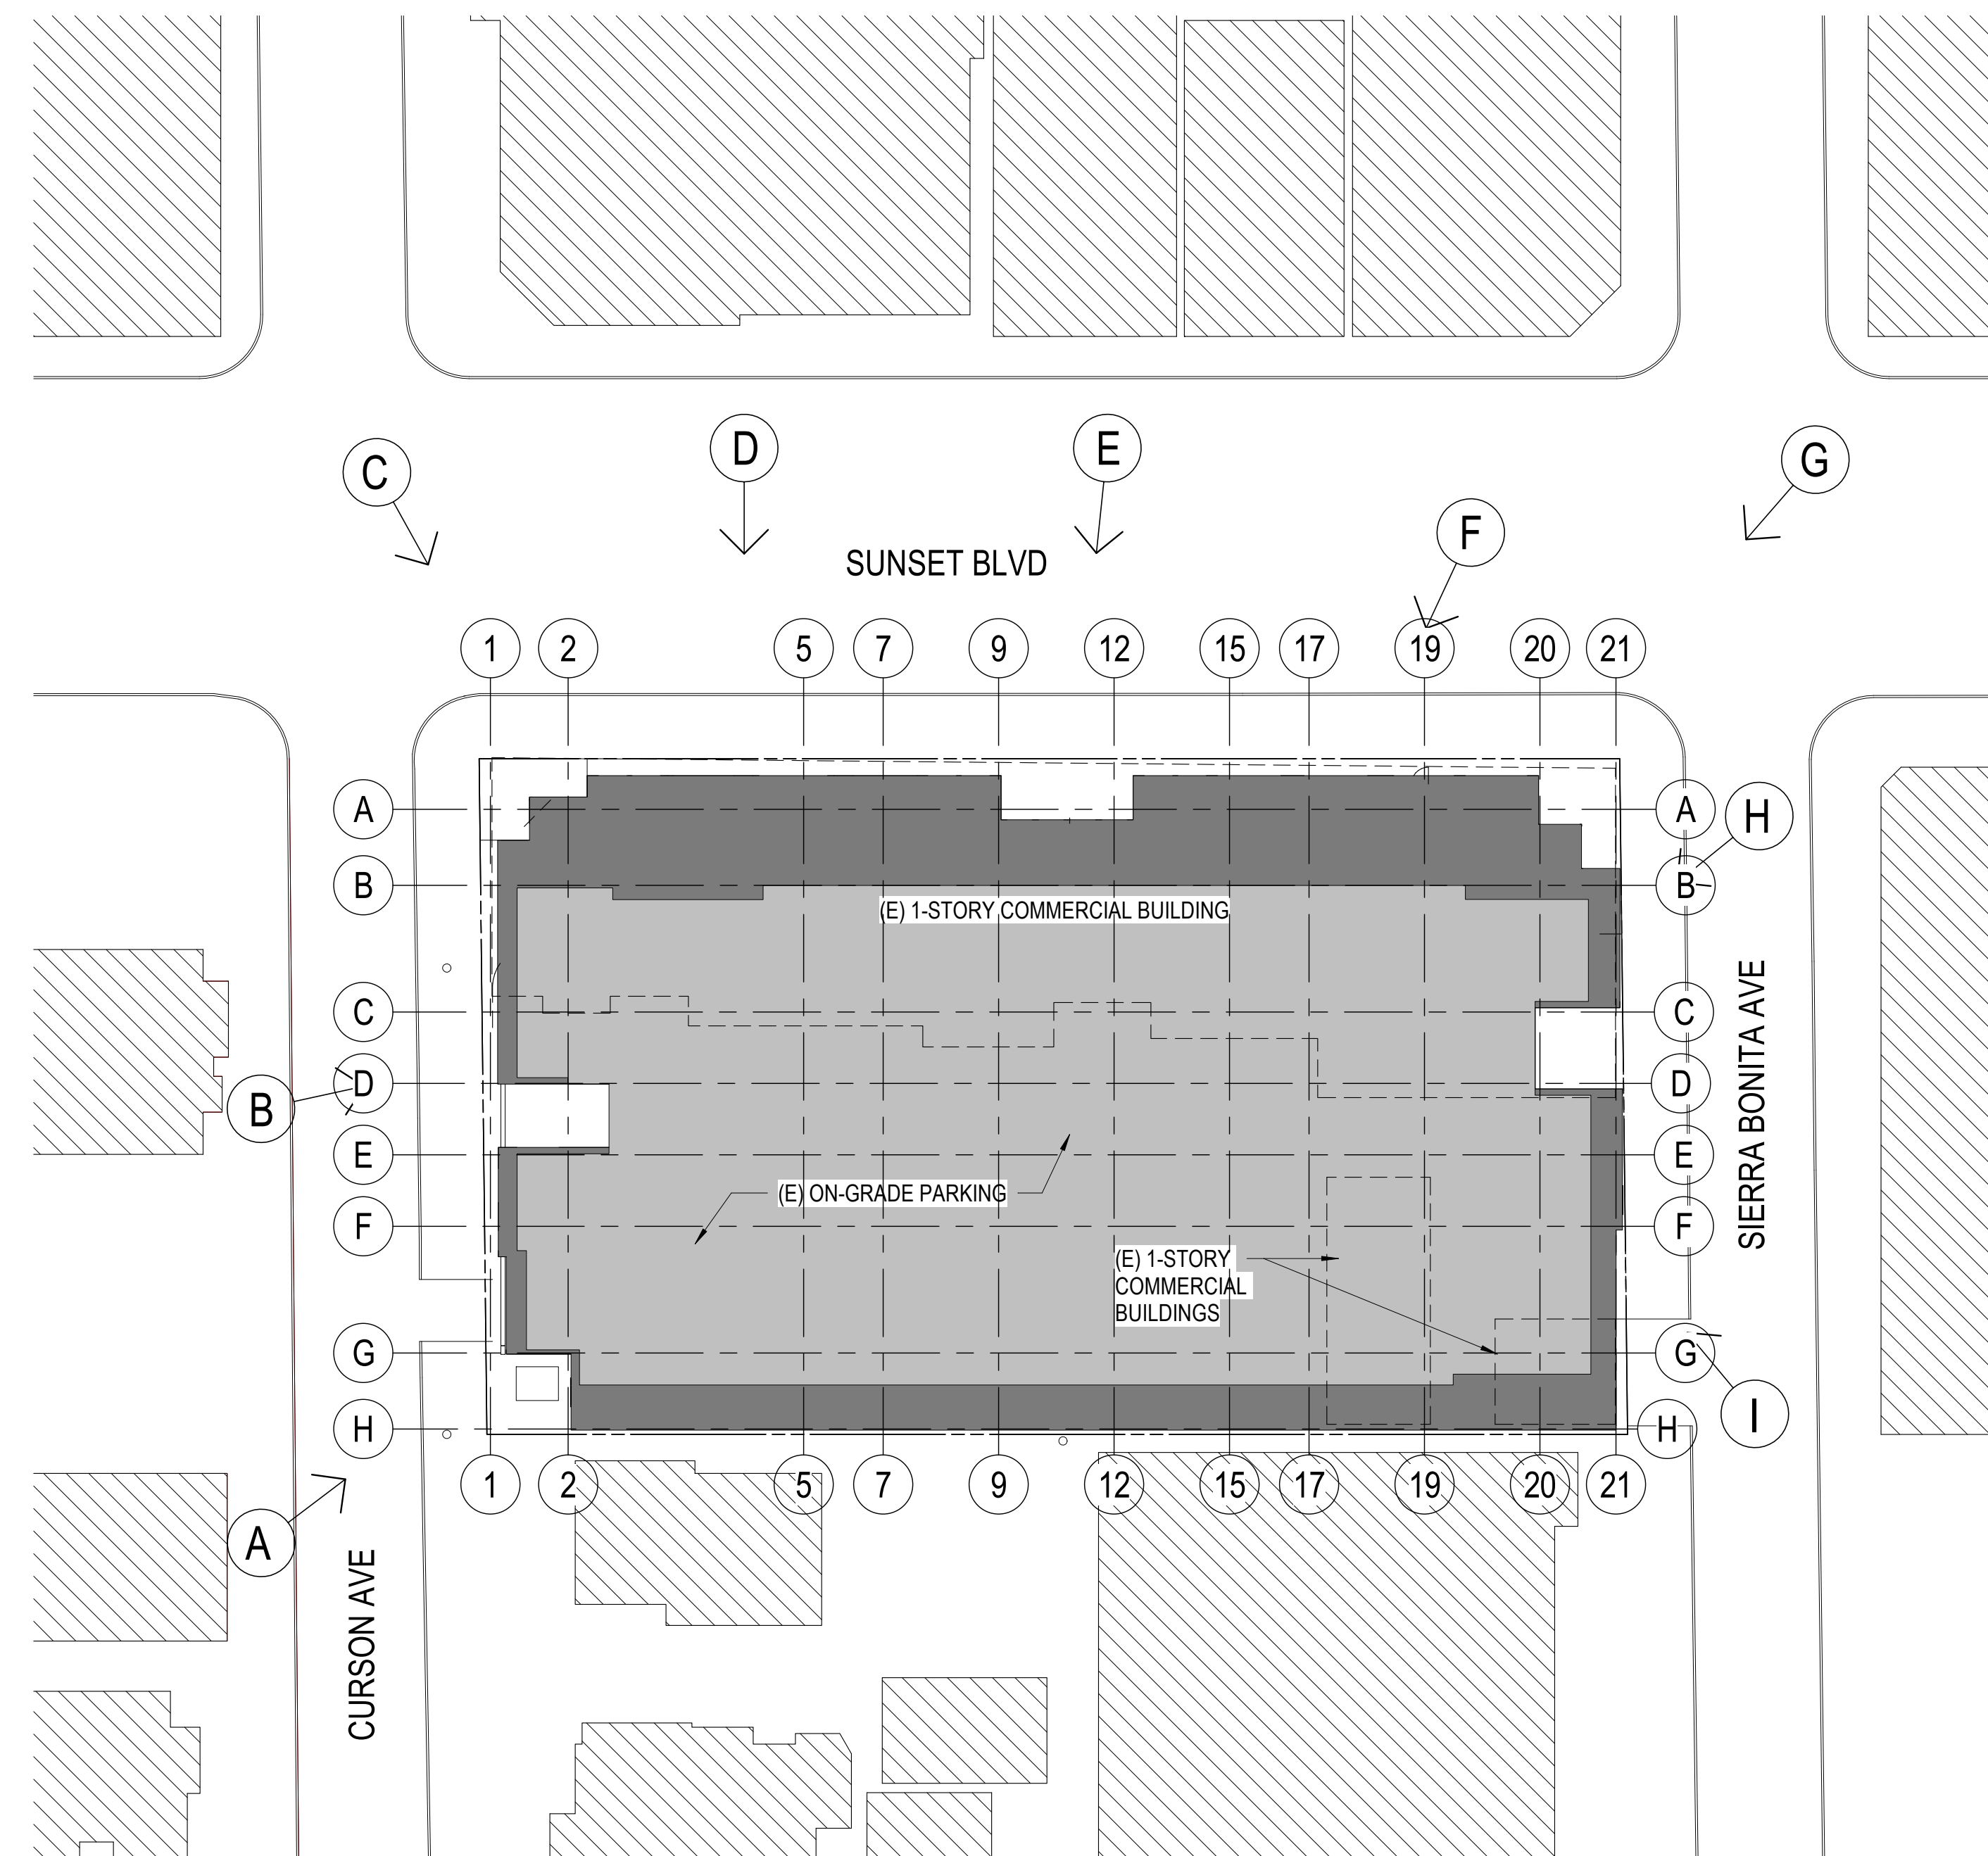 C
D
E
G
F
SUNSET BLVD
1 2 5 7 9 12 15 17 19 20 21
A A
H
B B
(E) 1-STORY COMMERCIAL BUILDING
C C
SIERRA BONITA AVE
D D
B
E E
(E) ON-GRADE PARKING
F F
(E) 1-STORY
COMMERCIAL
BUILDINGS
G G
I
H H
1 2 5 7 9 12 15 17 19 20 21
A
CURSON AVE